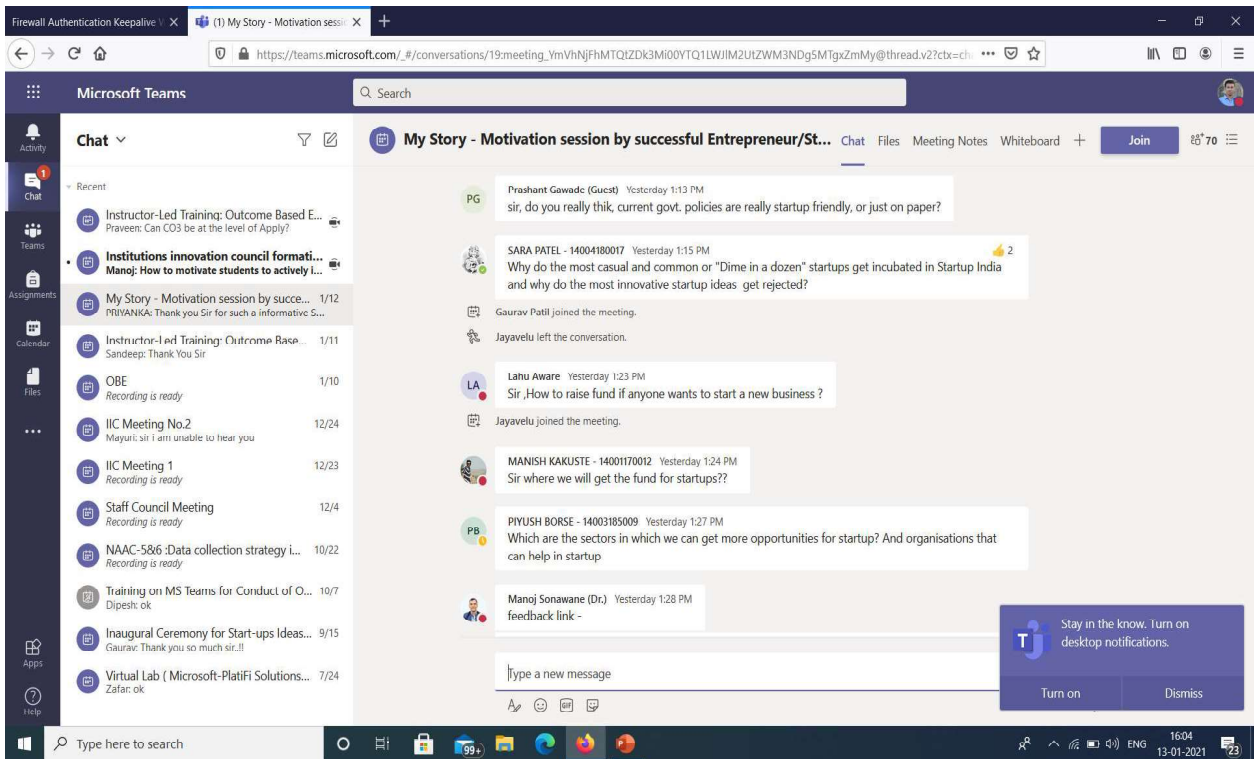 Firewall Authentication Keepalive W
(1) My Story - Motivation sessio
https://teams.microsoft.com/_#/conversations/19:meeting_YmVhNjFhMTQtZDk3Mi00YTQ1LWJlM2UtZWM3NDg5MTgxZmMy@thread.v2?ctx=ch
Microsoft Teams
Search
Activity
1
Chat
Teams
Assignments
Calendar
Files
Apps
Help
Chat
Recent
Instructor-Led Training: Outcome Based E...
Praveen: Can CO3 be at the level of Apply?
Institutions innovation council formati...
Manoj: How to motivate students to actively i...
My Story - Motivation session by succe... 1/12
PRIYANKA: Thank you Sir for such a informative S...
Instructor-Led Training: Outcome Base... 1/11
Sandeep: Thank You Sir
OBE 1/10
Recording is ready
IIC Meeting No.2 12/24
Mayuri: sir i am unable to hear you
IIC Meeting 1 12/23
Recording is ready
Staff Council Meeting 12/4
Recording is ready
NAAC-5&6 :Data collection strategy i... 10/22
Recording is ready
Training on MS Teams for Conduct of O... 10/7
Dipesh: ok
Inaugural Ceremony for Start-ups Ideas... 9/15
Gaurav: Thank you so much sir..!!
Virtual Lab ( Microsoft-PlatiFi Solutions... 7/24
Zafar: ok
My Story - Motivation session by successful Entrepreneur/St... Chat Files Meeting Notes Whiteboard + Join 70
PG
Prashant Gawade (Guest) Yesterday 1:13 PM
sir, do you really thik, current govt. policies are really startup friendly, or just on paper?
SARA PATEL - 14004180017 Yesterday 1:15 PM 2
Why do the most casual and common or "Dime in a dozen" startups get incubated in Startup India
and why do the most innovative startup ideas get rejected?
Gaurav Patil joined the meeting.
Jayavelu left the conversation.
LA
Lahu Aware Yesterday 1:23 PM
Sir ,How to raise fund if anyone wants to start a new business ?
Jayavelu joined the meeting.
MANISH KAKUSTE - 14001170012 Yesterday 1:24 PM
Sir where we will get the fund for startups??
PB
PIYUSH BORSE - 14003185009 Yesterday 1:27 PM
Which are the sectors in which we can get more opportunities for startup? And organisations that
can help in startup
Manoj Sonawane (Dr.) Yesterday 1:28 PM
feedback link -
Type a new message
GIF
T
Stay in the know. Turn on
desktop notifications.
Turn on Dismiss
Type here to search
99+
ENG
16:04
13-01-2021
23